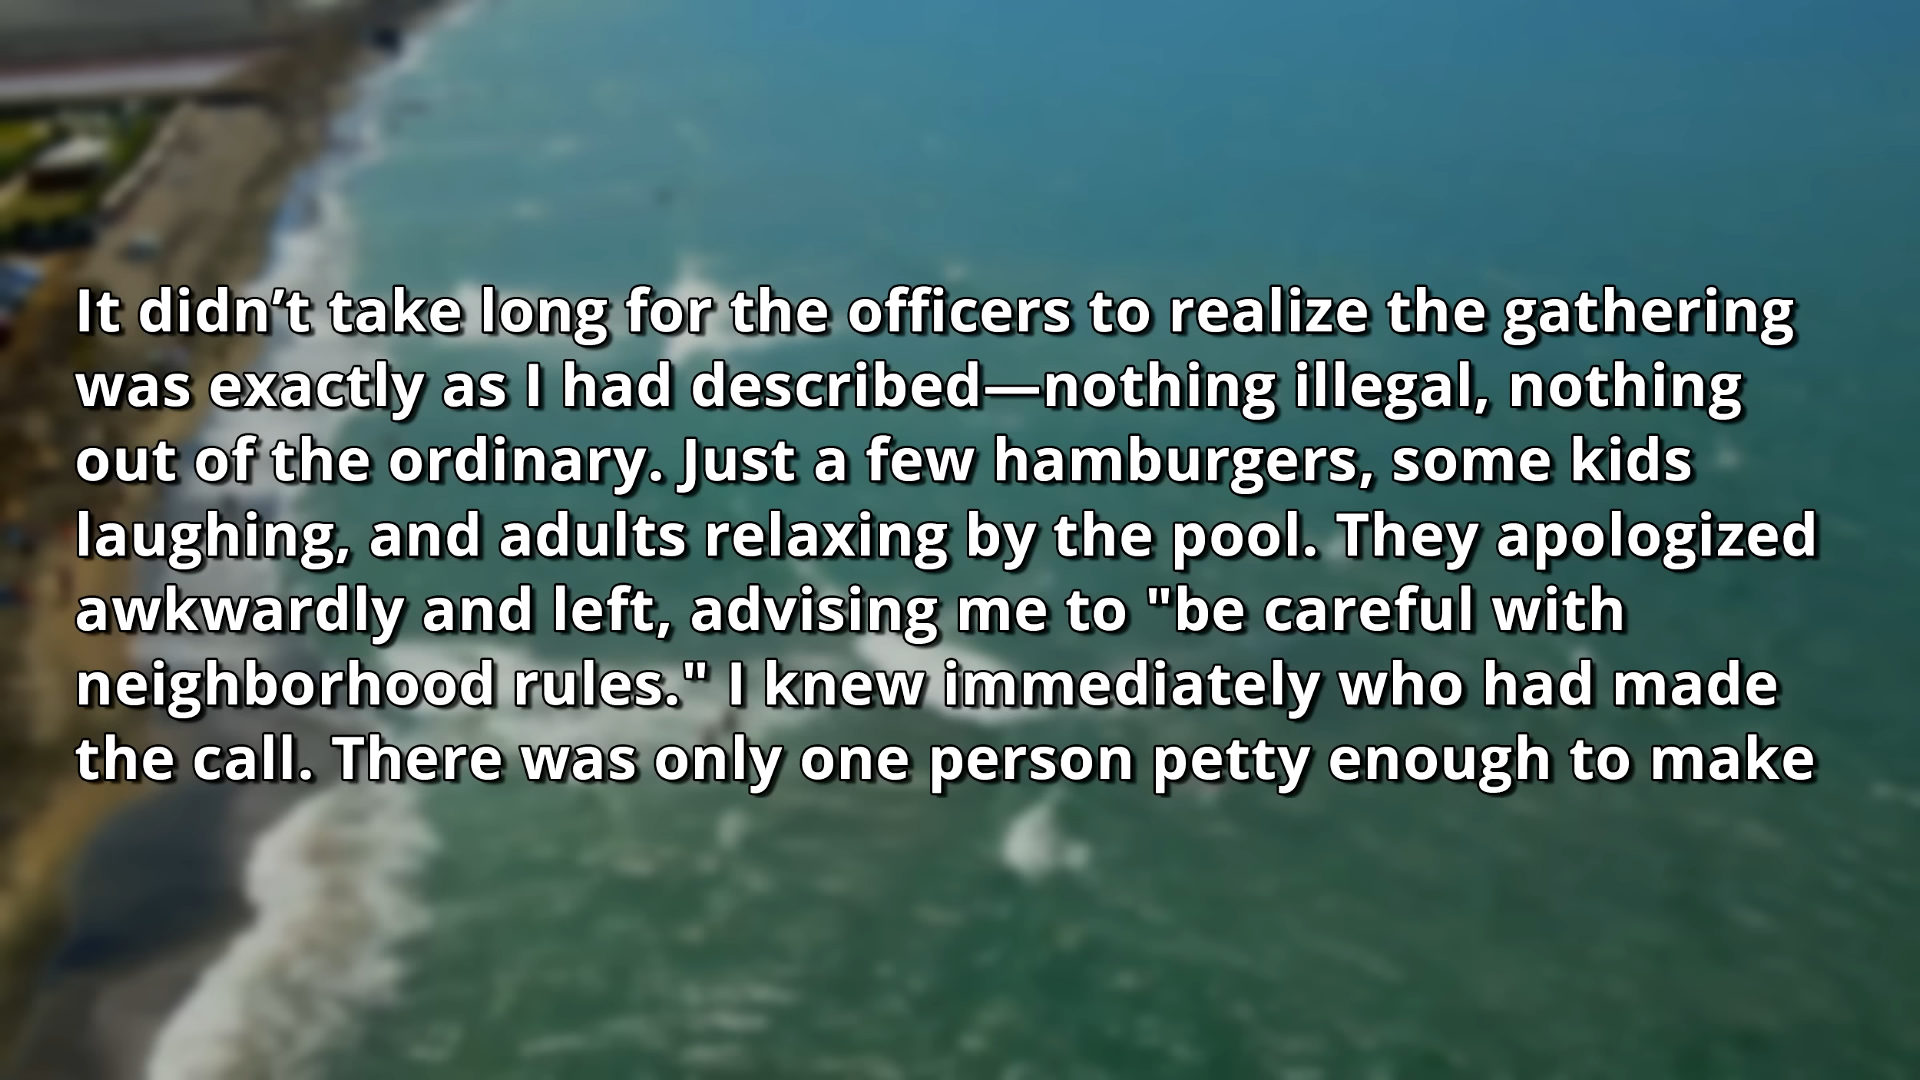 It didn’t take long for the officers to realize the gathering
was exactly as I had described—nothing illegal, nothing
out of the ordinary. Just a few hamburgers, some kids
laughing, and adults relaxing by the pool. They apologized
awkwardly and left, advising me to "be careful with
neighborhood rules." I knew immediately who had made
the call. There was only one person petty enough to make